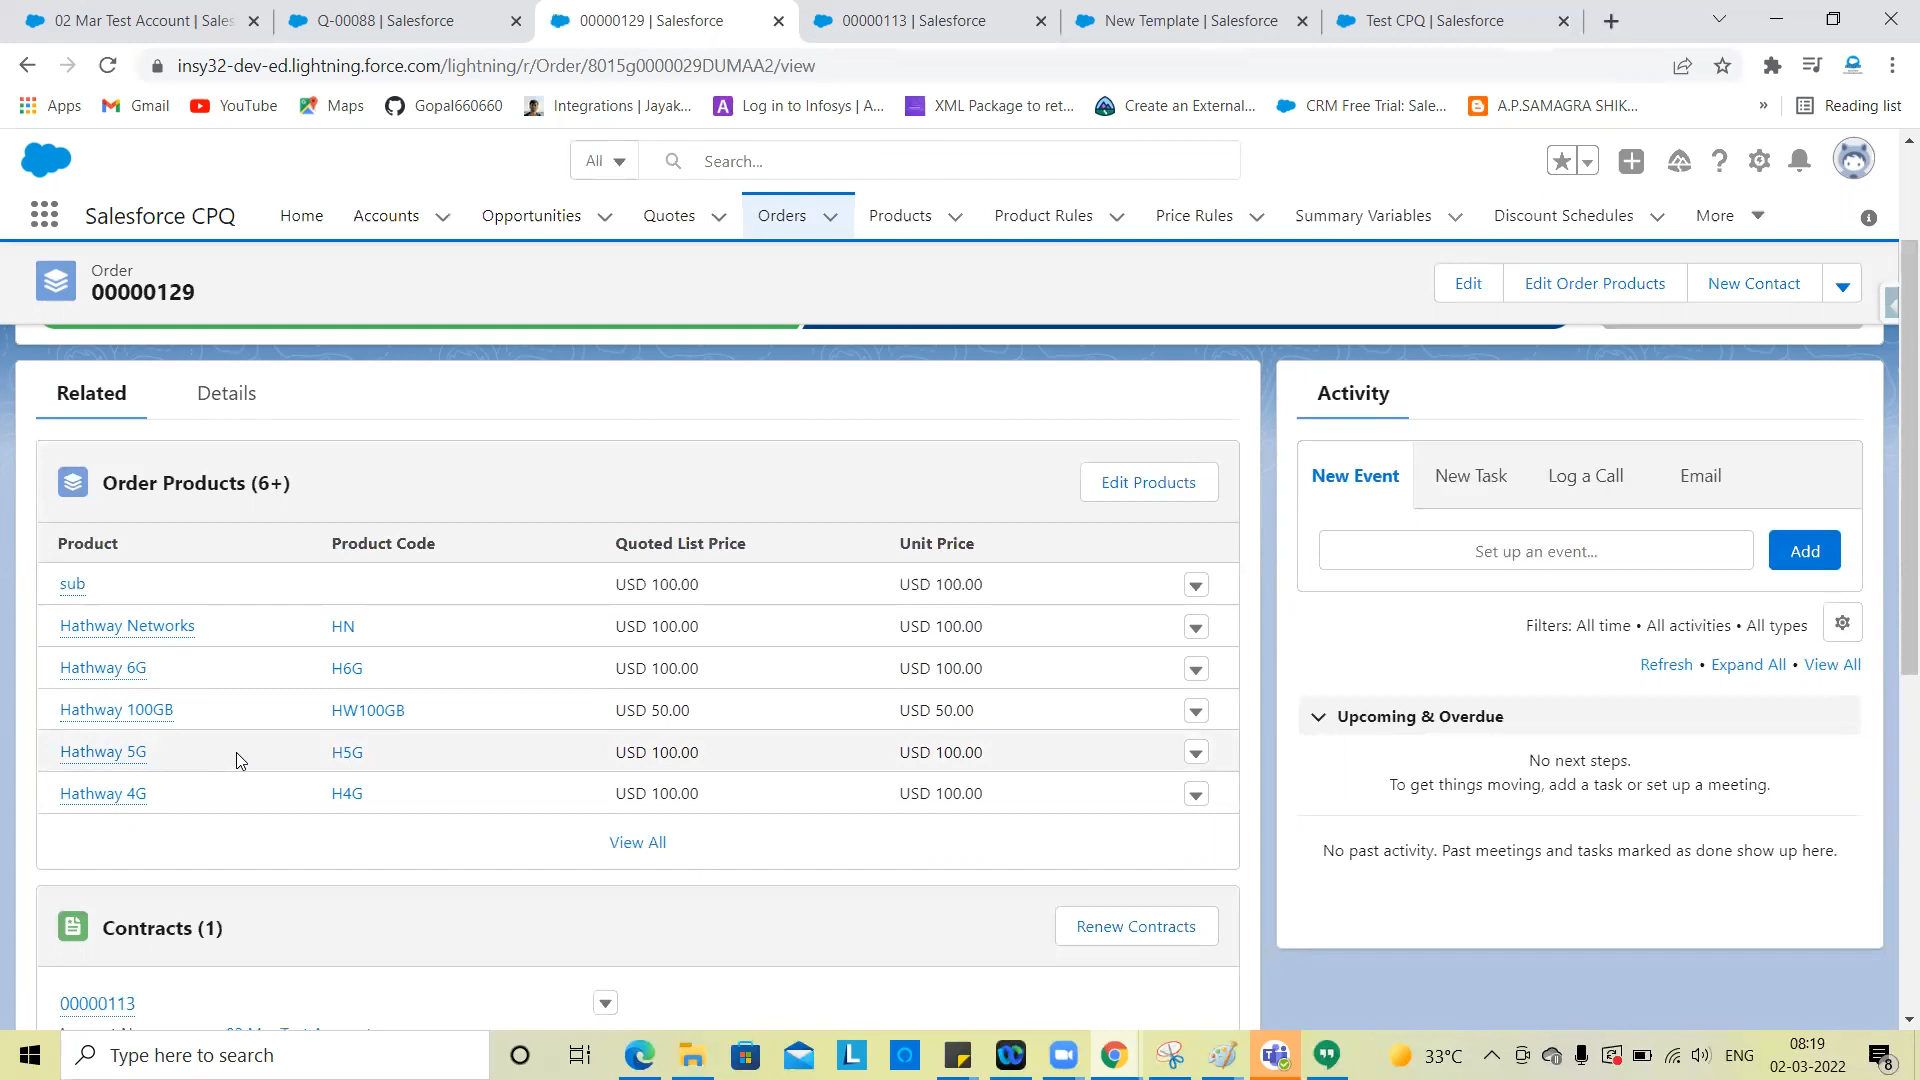 02 Mar Test Account | Sales
Q-00088 | Salesforce
00000129 | Salesforce
00000113 | Salesforce
New Template | Salesforce
Test CPQ | Salesforce
insy32-dev-ed.lightning.force.com/lightning/r/Order/8015g0000029DUMAA2/view
Apps
Gmail
YouTube
Maps
Gopal660660
Integrations | Jayak...
A
Log in to Infosys | A...
XML Package to ret...
Create an External...
CRM Free Trial: Sale...
A.P.SAMAGRA SHIK...
»
Reading list
All
Search...
Salesforce CPQ
Home
Accounts
Opportunities
Quotes
Orders
Products
Product Rules
Price Rules
Summary Variables
Discount Schedules
More
Order
00000129
Edit
Edit Order Products
New Contact
Related
Details
Order Products (6+)
Edit Products
Product Product Code Quoted List Price Unit Price
sub USD 100.00 USD 100.00
Hathway Networks HN USD 100.00 USD 100.00
Hathway 6G H6G USD 100.00 USD 100.00
Hathway 100GB HW100GB USD 50.00 USD 50.00
Hathway 5G H5G USD 100.00 USD 100.00
Hathway 4G H4G USD 100.00 USD 100.00
View All
Contracts (1)
Renew Contracts
00000113
Activity
New Event
New Task
Log a Call
Email
Set up an event...
Add
Filters: All time • All activities • All types
Refresh • Expand All • View All
Upcoming & Overdue
No next steps.
To get things moving, add a task or set up a meeting.
No past activity. Past meetings and tasks marked as done show up here.
Type here to search
L
33°C
ENG
08:19
02-03-2022
8